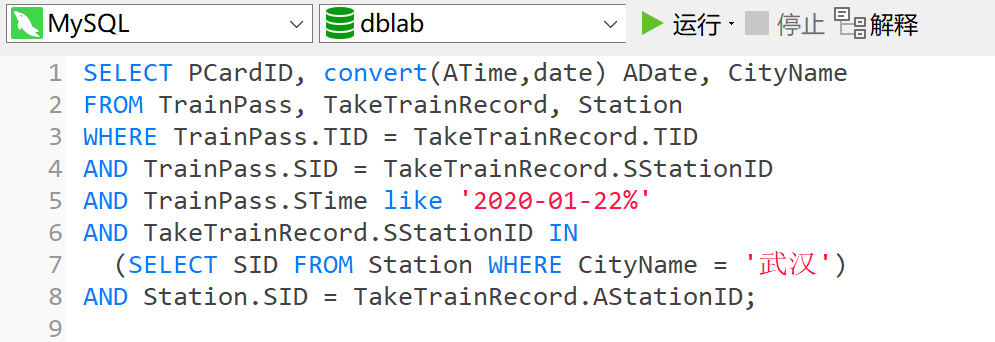 MySQL dblab 运行 停止 解释
1 SELECT PCardID, convert(ATime,date) ADate, CityName
2 FROM TrainPass, TakeTrainRecord, Station
3 WHERE TrainPass.TID = TakeTrainRecord.TID
4 AND TrainPass.SID = TakeTrainRecord.SStationID
5 AND TrainPass.STime like '2020-01-22%'
6 AND TakeTrainRecord.SStationID IN
7 (SELECT SID FROM Station WHERE CityName = '武汉')
8 AND Station.SID = TakeTrainRecord.AStationID;
9